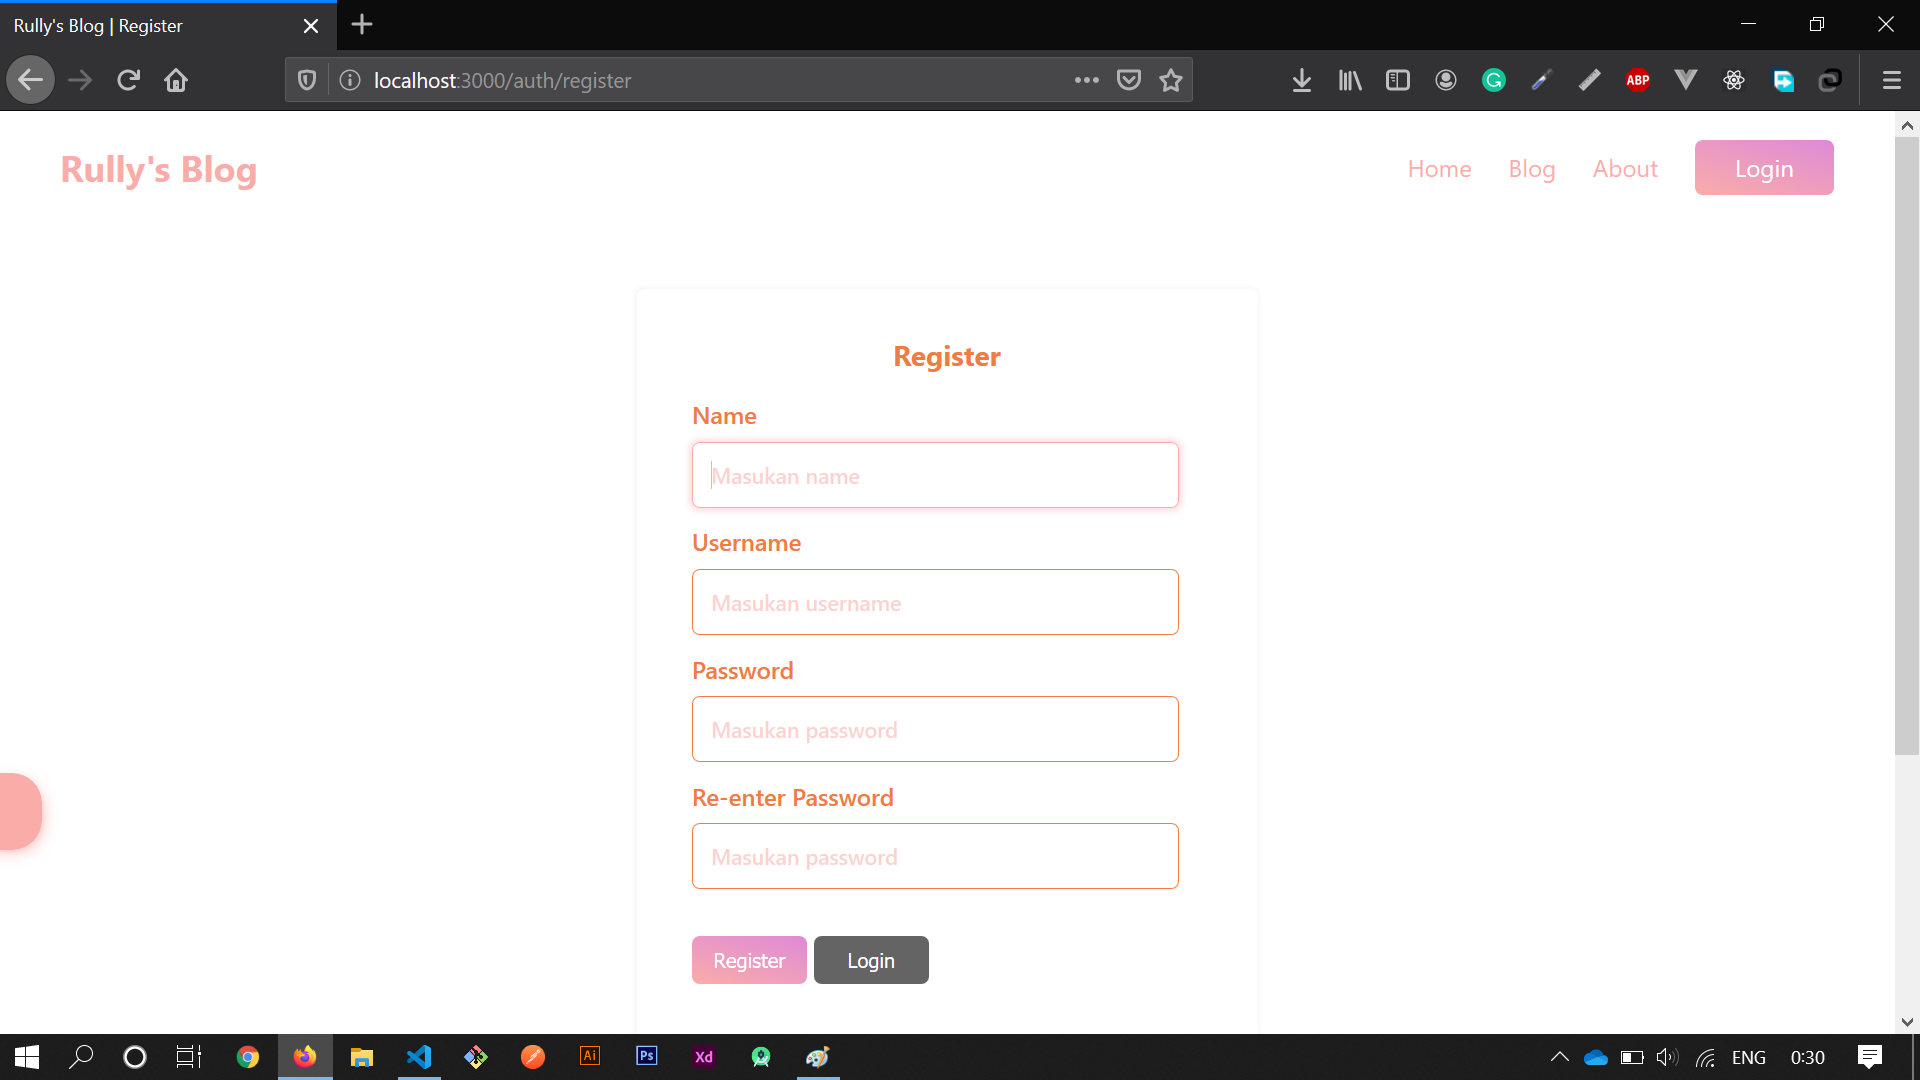 Rully's Blog | Register
localhost:3000/auth/register
ABP
Rully's Blog
Home
Blog
About
Login
Register
Name
Masukan name
Username
Masukan username
Password
Masukan password
Re-enter Password
Masukan password
Register
Login
Ai
Ps
Xd
ENG
0:30